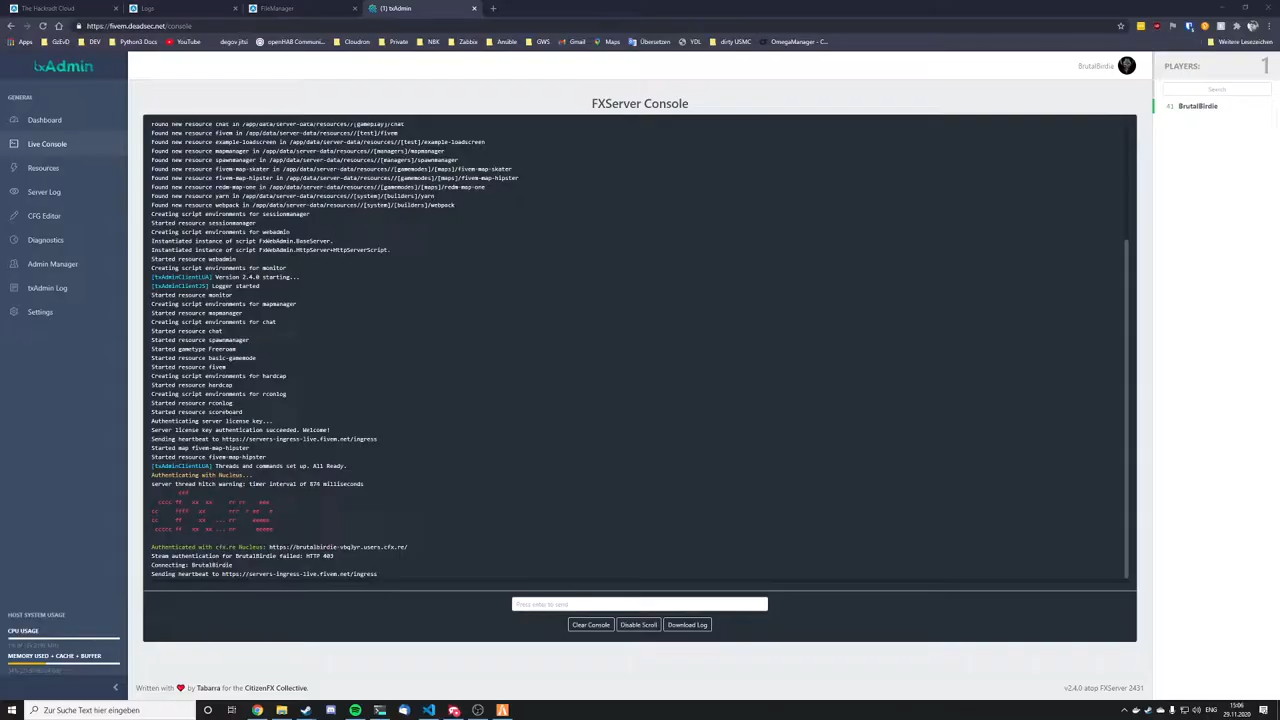 The Hackradt Cloud
Logs
FileManager
(1) txAdmin
https://fivem.deadsec.net/console
Apps
GzEvD
DEV
Python3 Docs
YouTube
degov jitsi
openHAB Communi...
Cloudron
Private
NBK
Zabbix
Ansible
GWS
Gmail
Maps
Übersetzen
YDL
dirty USMC
OmegaManager - C...
Weitere Lesezeichen
txAdmin
BrutalBirdia
PLAYERS:
1
Search
41 BrutalBirdie
GENERAL
Dashboard
Live Console
Resources
Server Log
CFG Editor
Diagnostics
Admin Manager
txAdmin Log
Settings
FXServer Console
Found new resource chat in /app/data/server-data/resources//[gameplay]/chat
Found new resource fivem in /app/data/server-data/resources//[test]/fivem
Found new resource example-loadscreen in /app/data/server-data/resources//[test]/example-loadscreen
Found new resource mapmanager in /app/data/server-data/resources//[managers]/mapmanager
Found new resource spawnmanager in /app/data/server-data/resources//[managers]/spawnmanager
Found new resource fivem-map-skater in /app/data/server-data/resources//[gamemodes]/[maps]/fivem-map-skater
Found new resource fivem-map-hipster in /app/data/server-data/resources//[gamemodes]/[maps]/fivem-map-hipster
Found new resource redm-map-one in /app/data/server-data/resources//[gamemodes]/[maps]/redm-map-one
Found new resource yarn in /app/data/server-data/resources//[system]/[builders]/yarn
Found new resource webpack in /app/data/server-data/resources//[system]/[builders]/webpack
Creating script environments for sessionmanager
Started resource sessionmanager
Creating script environments for webadmin
Instantiated instance of script FxWebAdmin.BaseServer.
Instantiated instance of script FxWebAdmin.HttpServer+HttpServerScript.
Started resource webadmin
Creating script environments for monitor
[txAdminClientLUA] Version 2.4.0 starting...
[txAdminClientJS] Logger started
Started resource monitor
Creating script environments for mapmanager
Started resource mapmanager
Creating script environments for chat
Started resource chat
Started resource spawnmanager
Started gametype Freeroam
Started resource basic-gamemode
Started resource fivem
Creating script environments for hardcap
Started resource hardcap
Creating script environments for rconlog
Started resource rconlog
Started resource scoreboard
Authenticating server license key...
Server license key authentication succeeded. Welcome!
Sending heartbeat to https://servers-ingress-live.fivem.net/ingress
Started map fivem-map-hipster
Started resource fivem-map-hipster
[txAdminClientLUA] Threads and commands set up. All Ready.
Authenticating with Nucleus...
server thread hitch warning: timer interval of 874 milliseconds
Authenticated with cfx.re Nucleus: https://brutalbirdie-vbq3yr.users.cfx.re/
Steam authentication for BrutalBirdie failed: HTTP 403
Connecting: BrutalBirdie
Sending heartbeat to https://servers-ingress-live.fivem.net/ingress
Press enter to send
Clear Console
Disable Scroll
Download Log
HOST SYSTEM USAGE
CPU USAGE
MEMORY USED + CACHE + BUFFER
Written with ❤ by Tabarra for the CitizenFX Collective.
v2.4.0 atop FXServer 2431
Zur Suche Text hier eingeben
ENG
15:06
29.11.2020